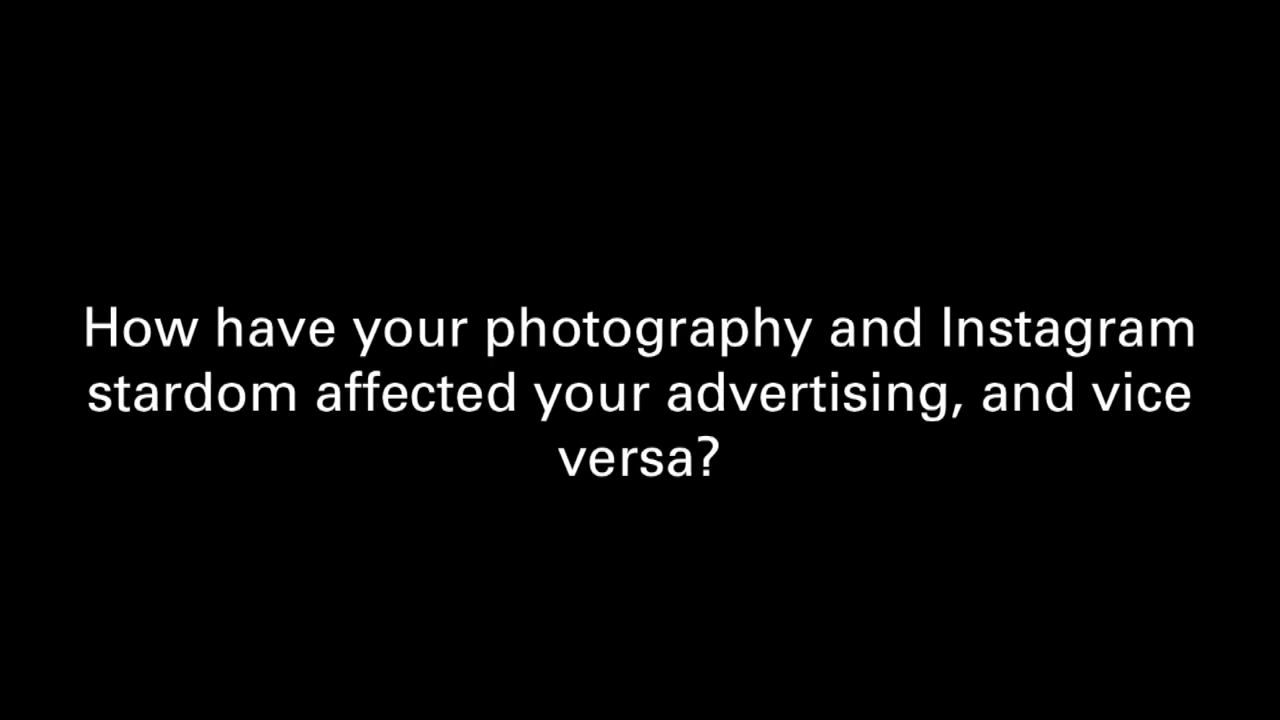 How have your photography and Instagram
stardom affected your advertising, and vice
versa?